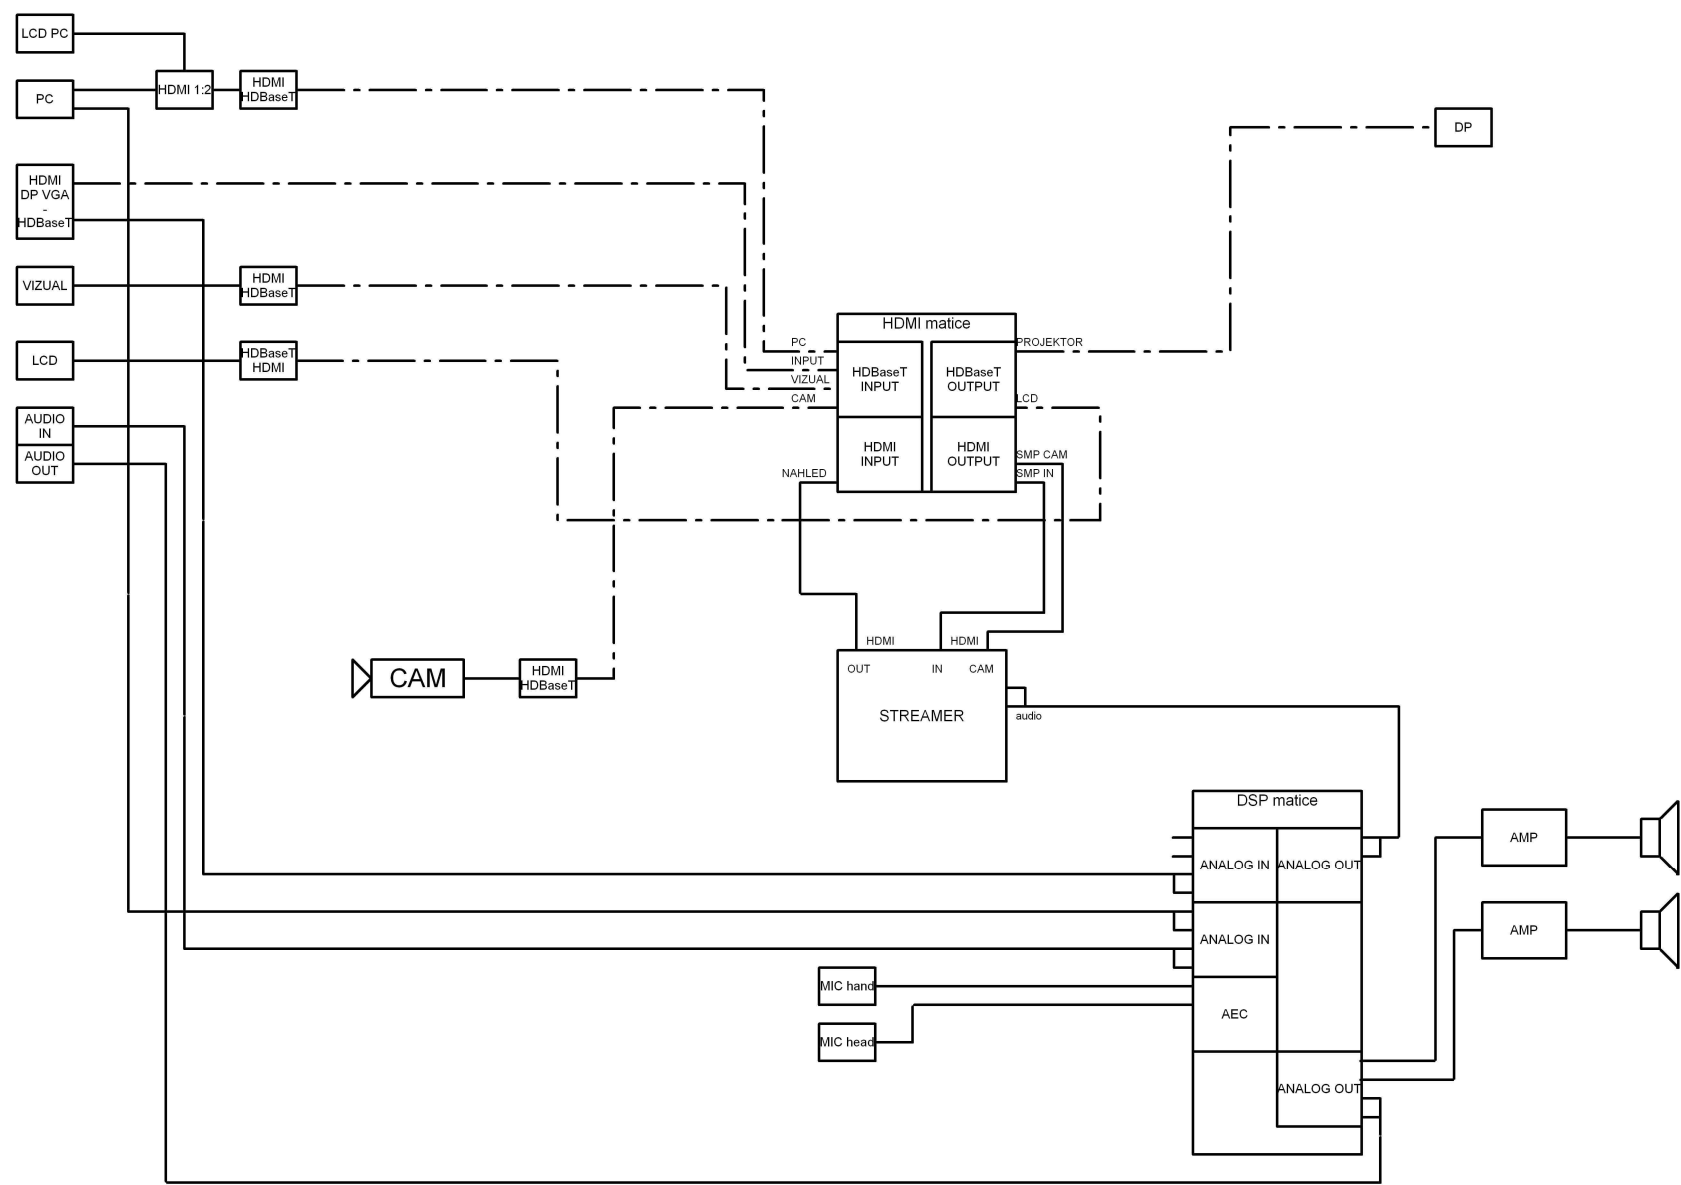 LCD PC
HDMI 1:2
HDMI
HDBaseT
PC
DP
HDMI
DP VGA
-
HDBaseT
VIZUAL
HDMI
HDBaseT
LCD
HDBaseT
HDMI
AUDIO
IN
AUDIO
OUT
HDMI matice
PC
INPUT
VIZUAL
CAM
NAHLED
HDBaseT
INPUT
HDBaseT
OUTPUT
HDMI
INPUT
HDMI
OUTPUT
PROJEKTOR
LCD
SMP CAM
SMP IN
CAM
HDMI
HDBaseT
HDMI
HDMI
OUT
IN
CAM
STREAMER
audio
DSP matice
ANALOG IN
ANALOG OUT
ANALOG IN
AEC
ANALOG OUT
AMP
AMP
MIC hand
MIC head